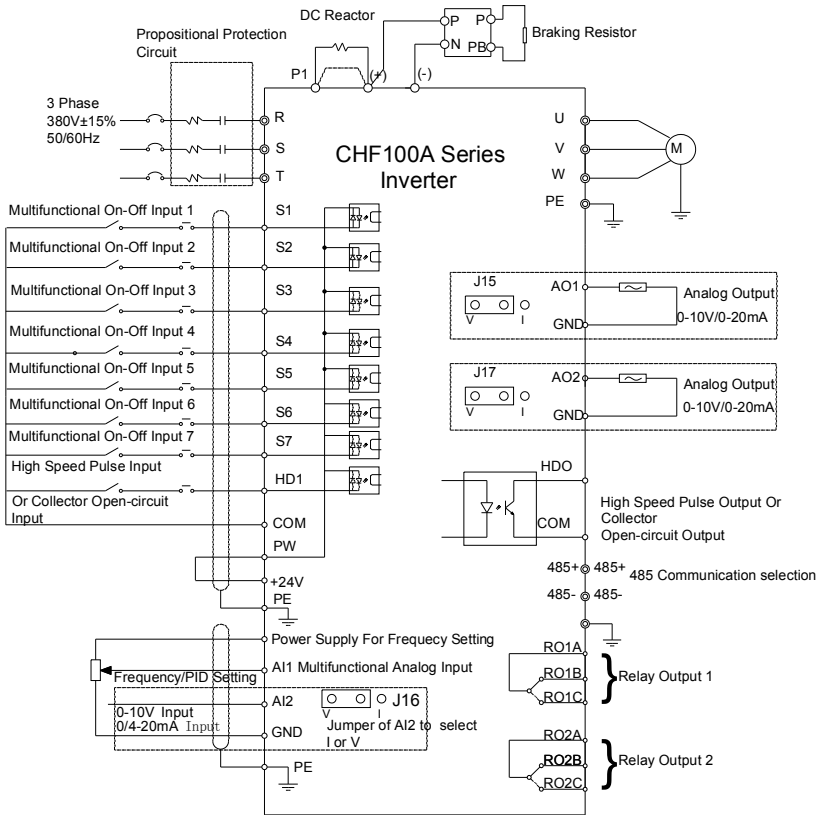 DC Reactor
P
P
N
PB
Braking Resistor
Propositional Protection
Circuit
P1
(+)
(-)
3 Phase
380V±15%
50/60Hz
R
S
T
CHF100A Series
Inverter
U
V
W
PE
M
Multifunctional On-Off Input 1
S1
Multifunctional On-Off Input 2
S2
Multifunctional On-Off Input 3
S3
Multifunctional On-Off Input 4
S4
Multifunctional On-Off Input 5
S5
Multifunctional On-Off Input 6
S6
Multifunctional On-Off Input 7
S7
High Speed Pulse Input
HD1
Or Collector Open-circuit
Input
COM
PW
+24V
PE
J15
V
I
AO1
GND
Analog Output
0-10V/0-20mA
J17
V
I
AO2
GND
Analog Output
0-10V/0-20mA
HDO
COM
High Speed Pulse Output Or
Collector
Open-circuit Output
485+
485+
485-
485-
485 Communication selection
Power Supply For Frequecy Setting
AI1 Multifunctional Analog Input
Frequency/PID Setting
AI2
J16
V
I
0-10V Input
0/4-20mA Input
GND
Jumper of AI2 to select
I or V
PE
RO1A
RO1B
RO1C
Relay Output 1
RO2A
RO2B
RO2C
Relay Output 2